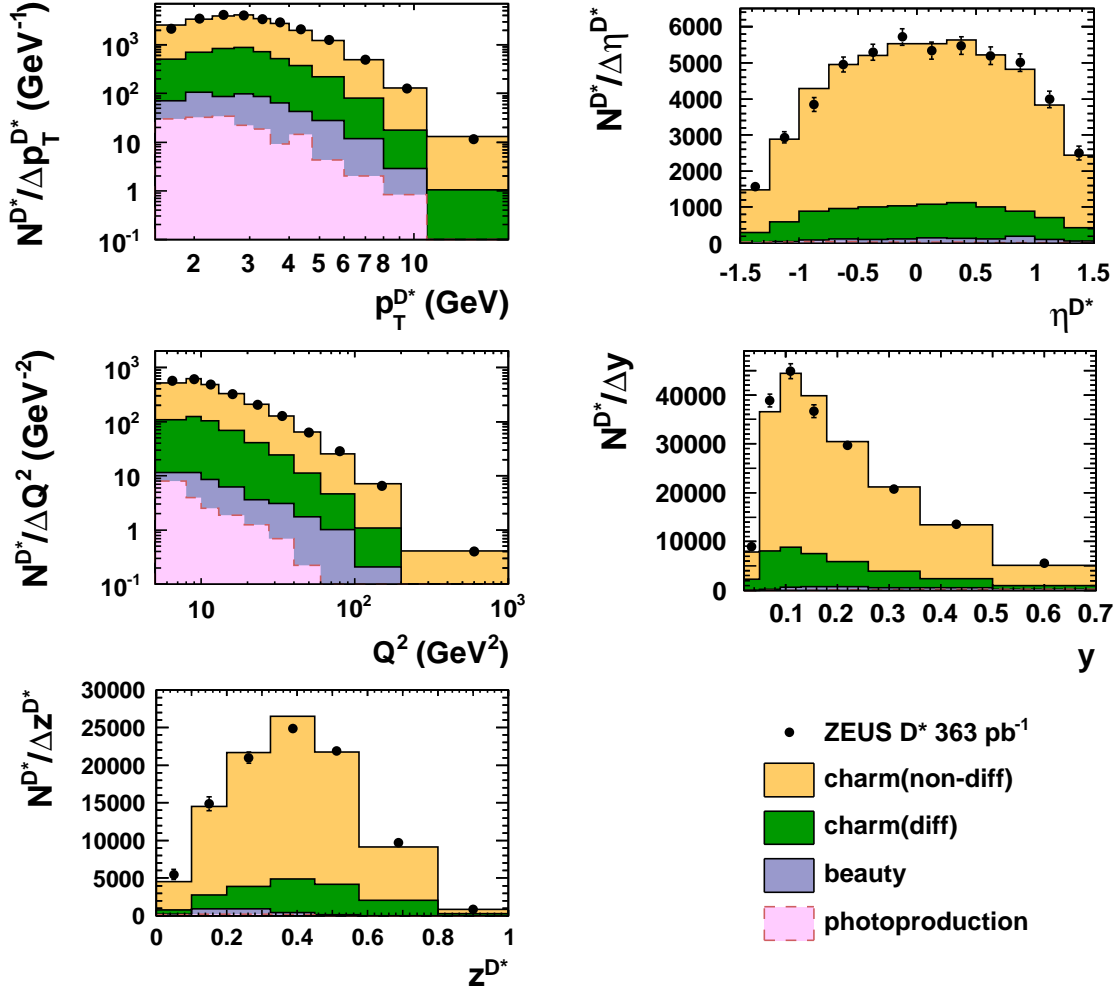 N^{D*}/Δp_T^{D*} (GeV^{-1})
10^3
10^2
10
1
10^{-1}
2 3 4 5 6 7 8 10
p_T^{D*} (GeV)
N^{D*}/Δη^{D*}
6000
5000
4000
3000
2000
1000
0
-1.5 -1 -0.5 0 0.5 1 1.5
η^{D*}
N^{D*}/ΔQ^2 (GeV^{-2})
10^3
10^2
10
1
10^{-1}
10 10^2 10^3
Q^2 (GeV^2)
N^{D*}/Δy
40000
30000
20000
10000
0
0.1 0.2 0.3 0.4 0.5 0.6 0.7
y
N^{D*}/Δz^{D*}
30000
25000
20000
15000
10000
5000
0
0 0.2 0.4 0.6 0.8 1
z^{D*}
ZEUS D* 363 pb^{-1}
charm(non-diff)
charm(diff)
beauty
photoproduction